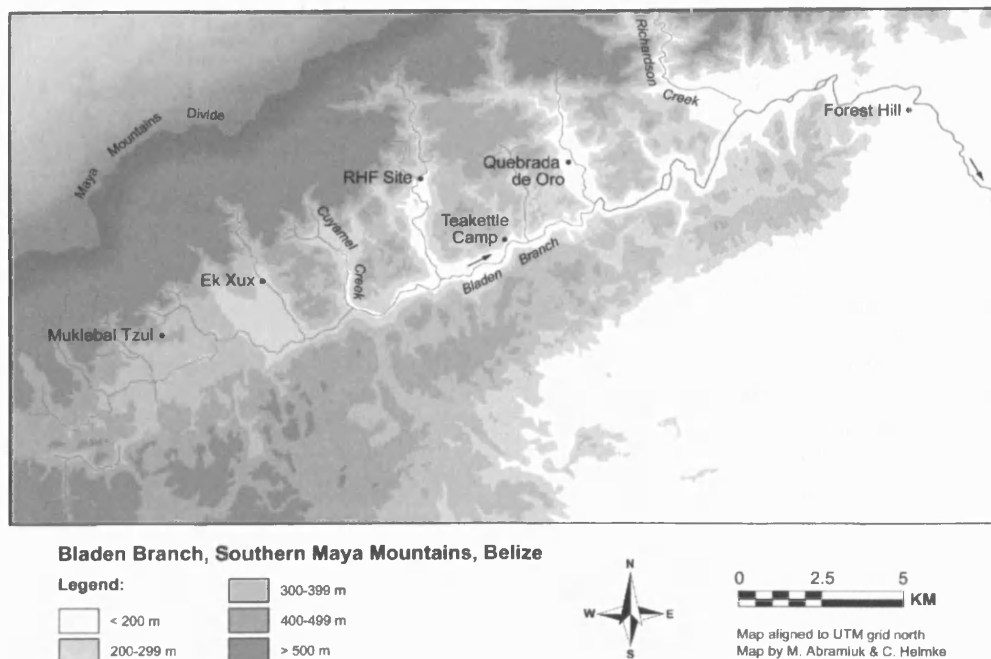 Richardson
Creek
Forest Hill
Maya Mountains Divide
Quebrada
de Oro
RHF Site
Teakettle
Camp
Cuyamel
Creek
Bladen Branch
Ek Xux
Muklebal Tzul
Bladen Branch, Southern Maya Mountains, Belize
Legend:
< 200 m
200-299 m
300-399 m
400-499 m
> 500 m
N
W E
S
0 2.5 5
KM
Map aligned to UTM grid north
Map by M. Abramiuk & C. Helmke